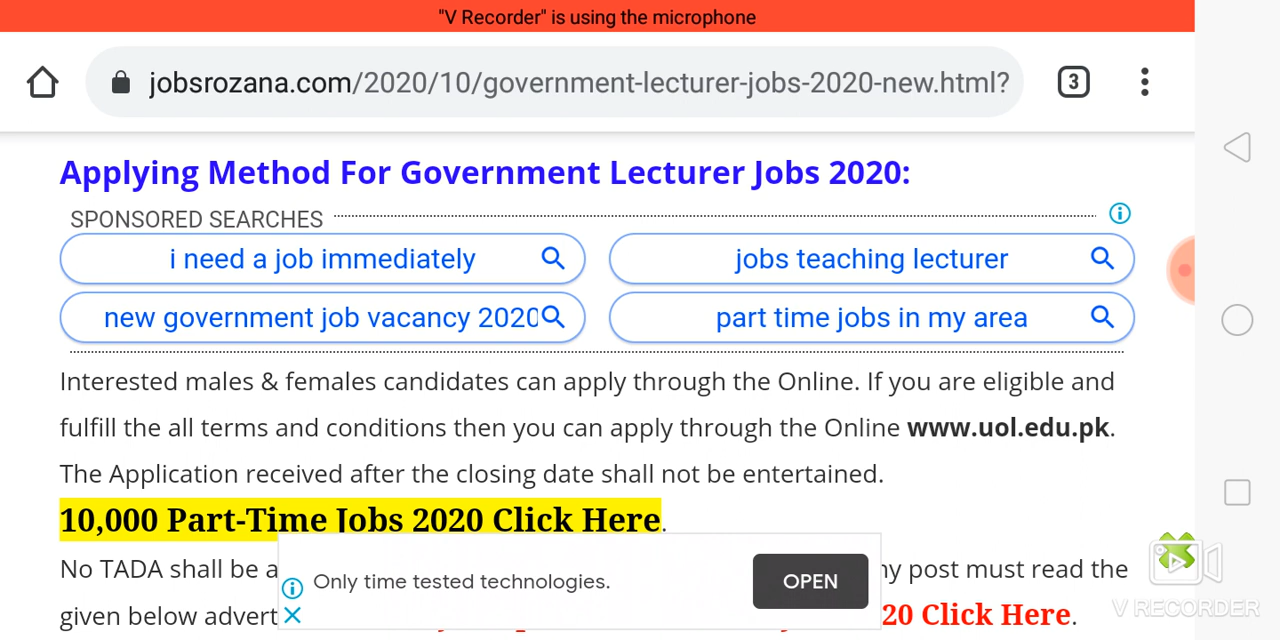 "V Recorder" is using the microphone
jobsrozana.com/2020/10/government-lecturer-jobs-2020-new.html?
3
Applying Method For Government Lecturer Jobs 2020:
SPONSORED SEARCHES
i need a job immediately
jobs teaching lecturer
new government job vacancy 2020
part time jobs in my area
Interested males & females candidates can apply through the Online. If you are eligible and
fulfill the all terms and conditions then you can apply through the Online www.uol.edu.pk.
The Application received after the closing date shall not be entertained.
10,000 Part-Time Jobs 2020 Click Here.
No TADA shall be a
ny post must read the
Only time tested technologies.
OPEN
given below advert
20 Click Here.
V RECORDER